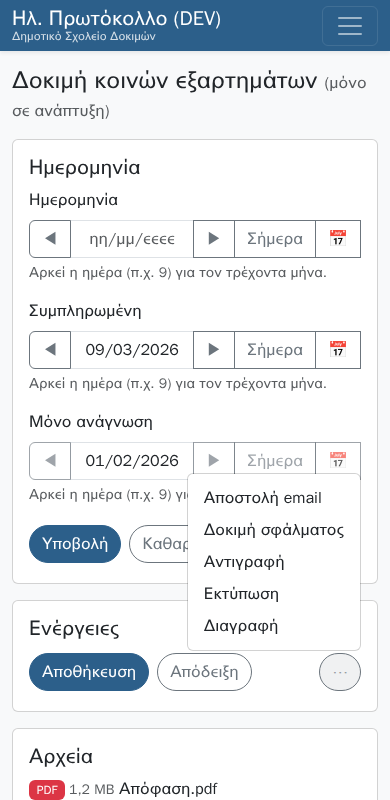 Ηλ. Πρωτόκολλο (DEV)
Δημοτικό Σχολείο Δοκιμών
Δοκιμή κοινών εξαρτημάτων (μόνο
σε ανάπτυξη)
Ημερομηνία
Ημερομηνία
◀ ηη/μμ/εεεε ▶ Σήμερα
Αρκεί η ημέρα (π.χ. 9) για τον τρέχοντα μήνα.
Συμπληρωμένη
◀ 09/03/2026 ▶ Σήμερα
Αρκεί η ημέρα (π.χ. 9) για τον τρέχοντα μήνα.
Μόνο ανάγνωση
◀ 01/02/2026 ▶ Σήμερα
Αρκεί η ημέρα (π.χ. 9)
Αποστολή email
Δοκιμή σφάλματος
Αντιγραφή
Εκτύπωση
Διαγραφή
Υποβολή
Ενέργειες
Αποθήκευση Απόδειξη ...
Αρχεία
PDF 1,2 MB Απόφαση.pdf